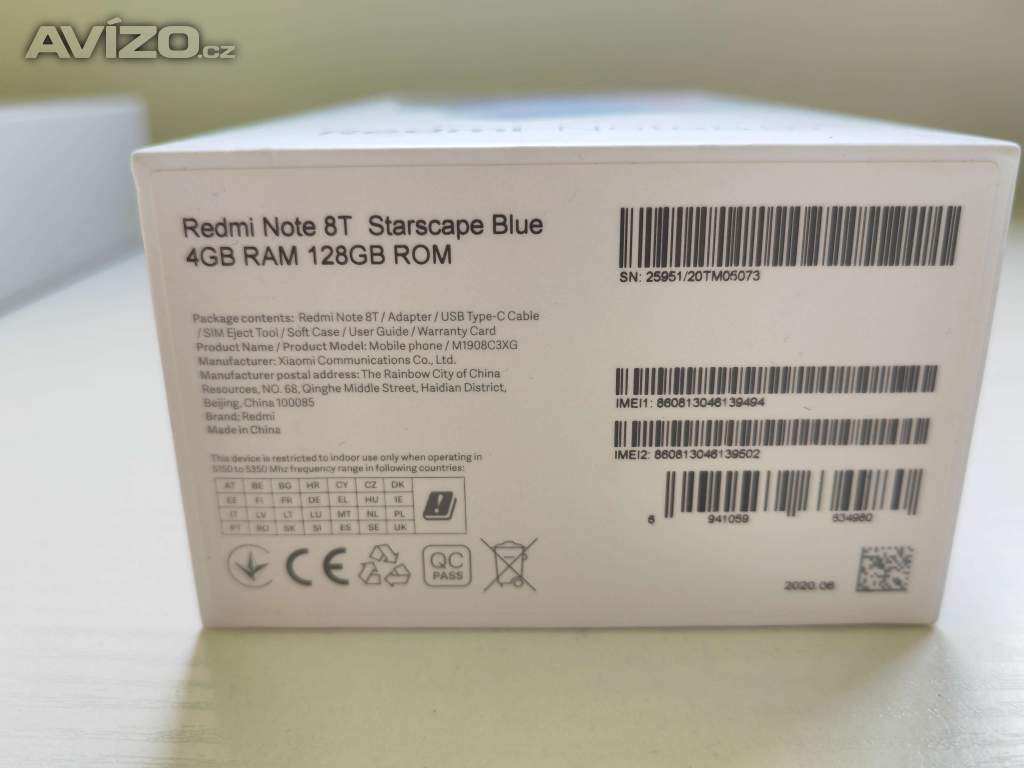 AVÍZO.cz
Redmi Note 8T Starscape Blue
4GB RAM 128GB ROM
Package contents: Redmi Note 8T / Adapter / USB Type-C Cable
/ SIM Eject Tool / Soft Case / User Guide / Warranty Card
Product Name / Product Model: Mobile phone / M1908C3XG
Manufacturer: Xiaomi Communications Co., Ltd.
Manufacturer postal address: The Rainbow City of China
Resources, NO. 68, Qinghe Middle Street, Haidian District,
Beijing, China 100085
Brand: Redmi
Made in China
This device is restricted to indoor use only when operating in
5150 to 5350 Mhz frequency range in following countries:
AT BE BG HR CY CZ DK
EE FI FR DE EL HU IE
IT LV LT LU MT NL PL
PT RO SK SI ES SE UK
CE
QC
PASS
SN: 25951/20TM05073
IMEI1: 860813046139494
IMEI2: 860813046139502
6 941059 634980
2020.06